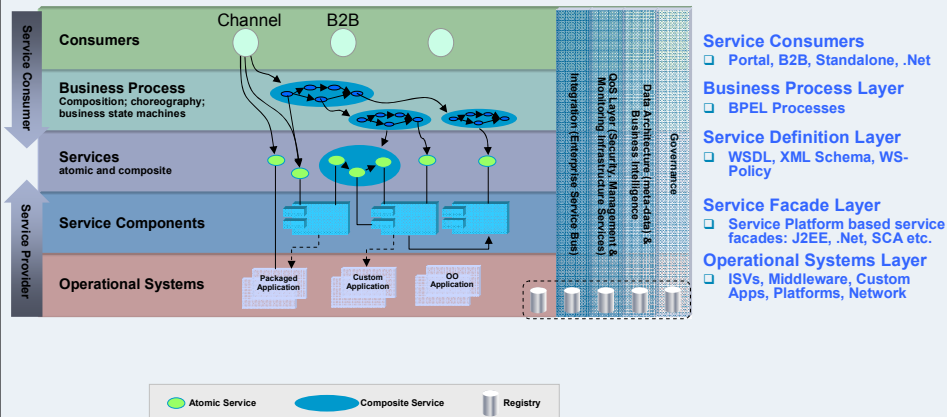 Channel
B2B
Service Consumer
Service Provider
Consumers
Business Process
Composition; choreography;
business state machines
Services
atomic and composite
Service Components
Operational Systems
Packaged
Application
Custom
Application
OO
Application
Integration (Enterprise Service Bus)
QoS Layer (Security, Management &
Monitoring Infrastructure Services)
Data Architecture (meta-data) &
Business Intelligence
Governance
Service Consumers
Portal, B2B, Standalone, .Net
Business Process Layer
BPEL Processes
Service Definition Layer
WSDL, XML Schema, WS-
Policy
Service Facade Layer
Service Platform based service
facades: J2EE, .Net, SCA etc.
Operational Systems Layer
ISVs, Middleware, Custom
Apps, Platforms, Network
Atomic Service
Composite Service
Registry